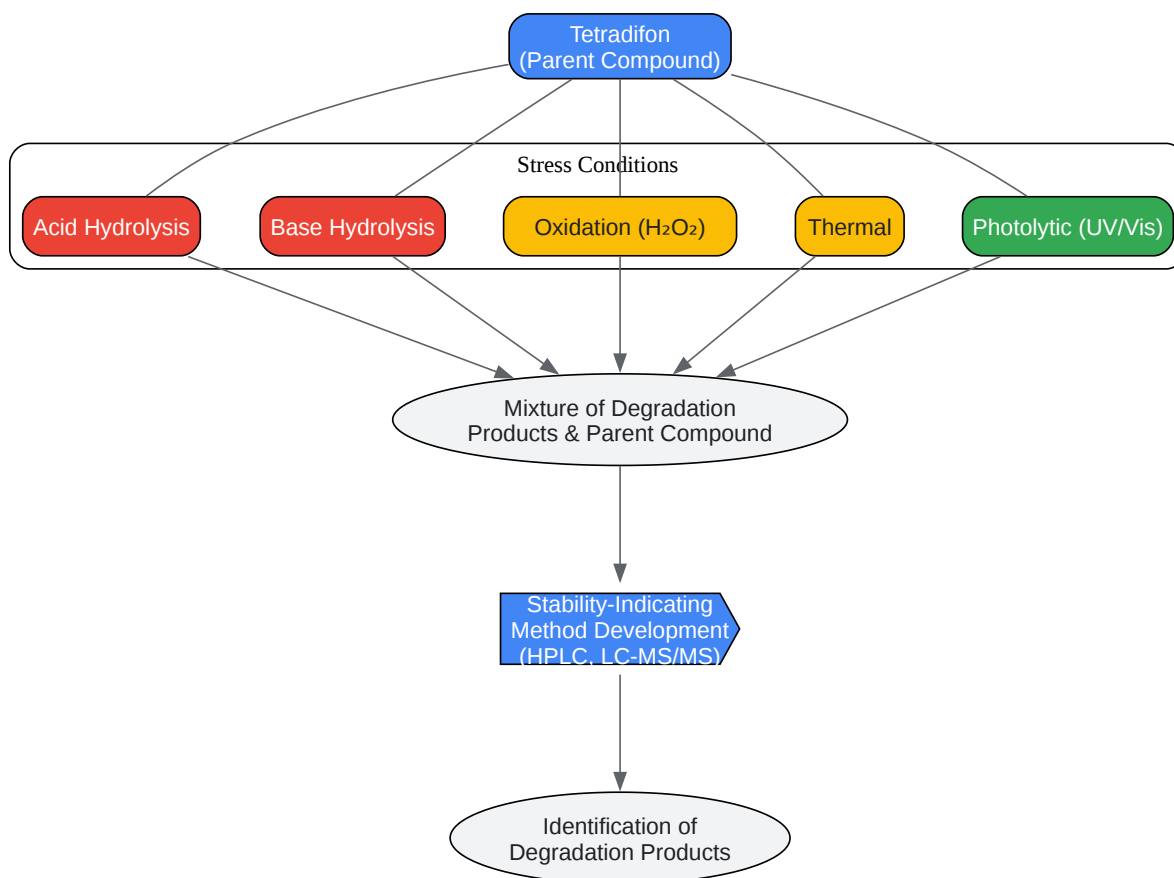 Tetradifon
(Parent Compound)
Stress Conditions
Acid Hydrolysis
Base Hydrolysis
Oxidation (H₂O₂)
Thermal
Photolytic (UV/Vis)
Mixture of Degradation
Products & Parent Compound
Stability-Indicating
Method Development
(HPLC, LC-MS/MS)
Identification of
Degradation Products